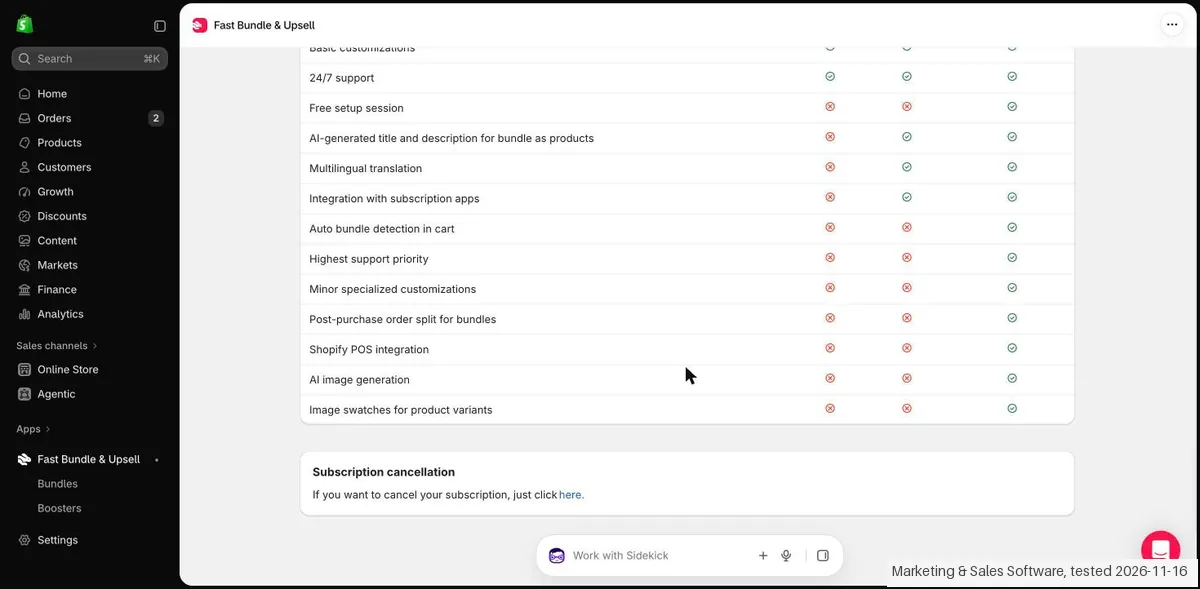 Fast Bundle & Upsell
Search ⌘K
Home
Orders 2
Products
Customers
Growth
Discounts
Content
Markets
Finance
Analytics
Sales channels
Online Store
Agentic
Apps
Fast Bundle & Upsell
Bundles
Boosters
Settings
Basic customizations
24/7 support
Free setup session
AI-generated title and description for bundle as products
Multilingual translation
Integration with subscription apps
Auto bundle detection in cart
Highest support priority
Minor specialized customizations
Post-purchase order split for bundles
Shopify POS integration
AI image generation
Image swatches for product variants
Subscription cancellation
If you want to cancel your subscription, just click here.
Work with Sidekick
Marketing & Sales Software, tested 2026-11-16